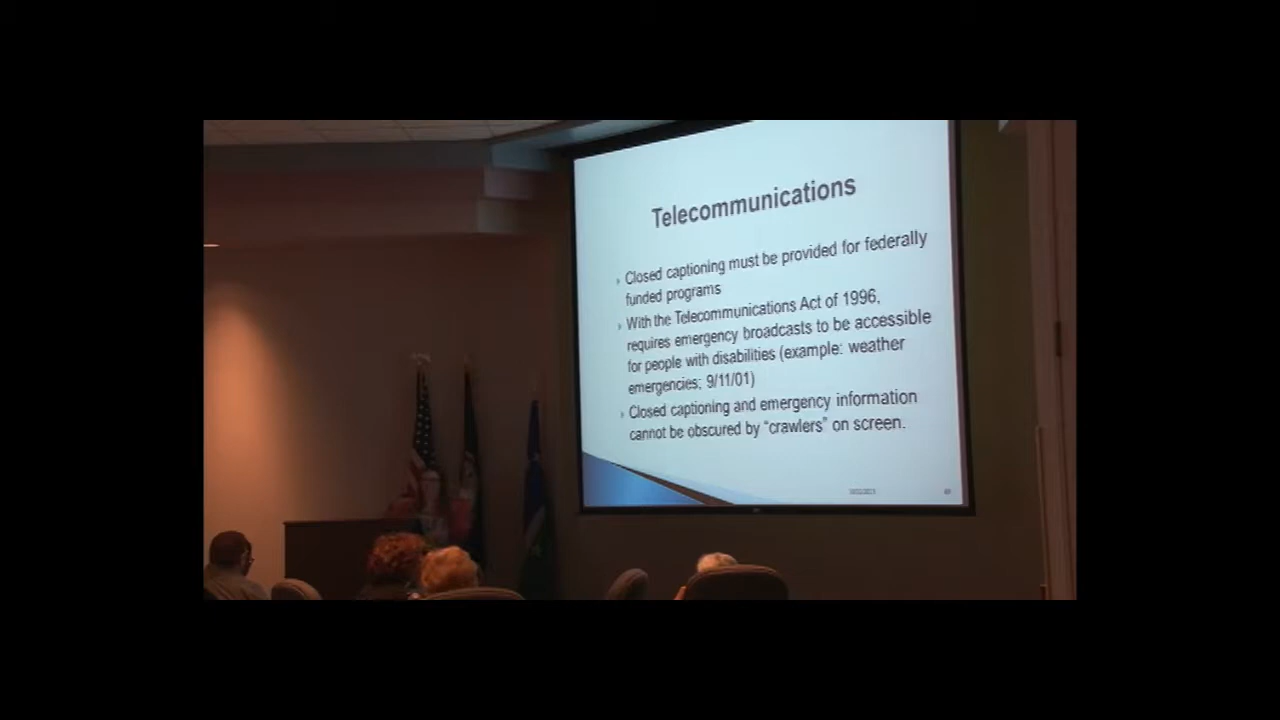 Telecommunications
Closed captioning must be provided for federally
funded programs
With the Telecommunications Act of 1996,
requires emergency broadcasts to be accessible
for people with disabilities (example: weather
emergencies; 9/11/01)
Closed captioning and emergency information
cannot be obscured by “crawlers” on screen.